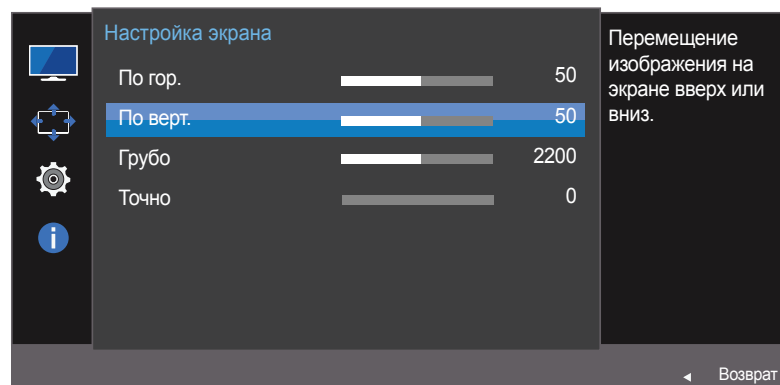 Настройка экрана
По гор. 50
По верт. 50
Грубо 2200
Точно 0
Перемещение
изображения на
экране вверх или
вниз.
Возврат